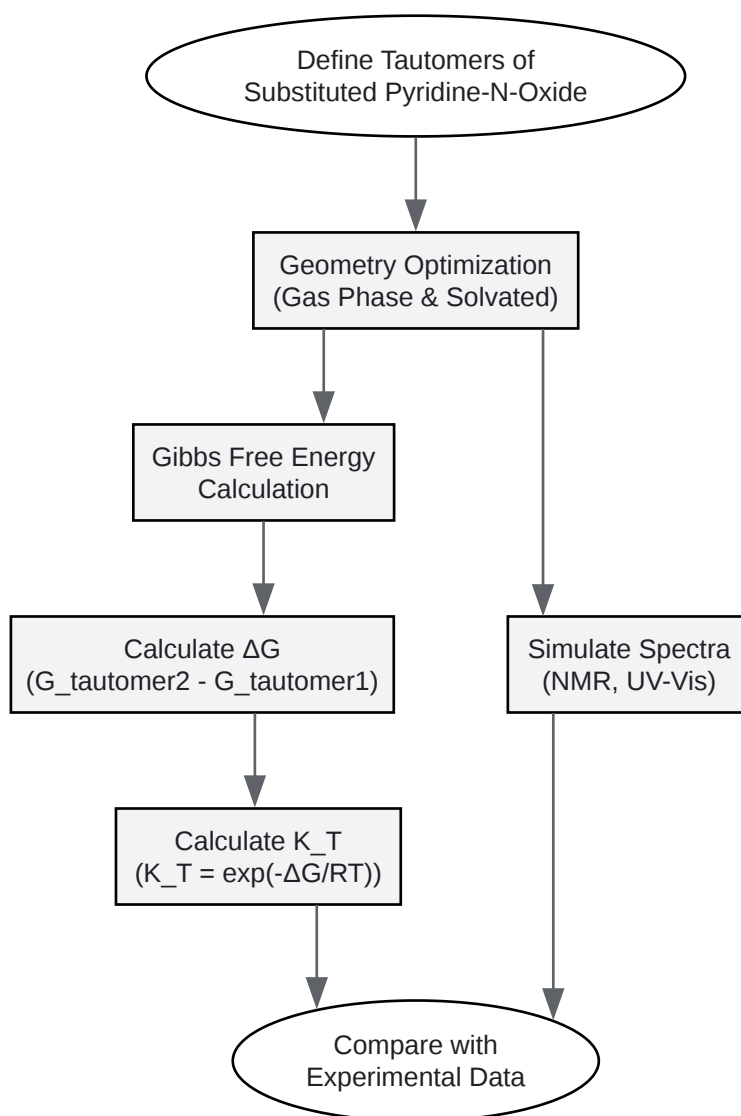 Define Tautomers of
Substituted Pyridine-N-Oxide
Geometry Optimization
(Gas Phase & Solvated)
Gibbs Free Energy
Calculation
Calculate ΔG
(G_tautomer2 - G_tautomer1)
Simulate Spectra
(NMR, UV-Vis)
Calculate K_T
(K_T = exp(-ΔG/RT))
Compare with
Experimental Data